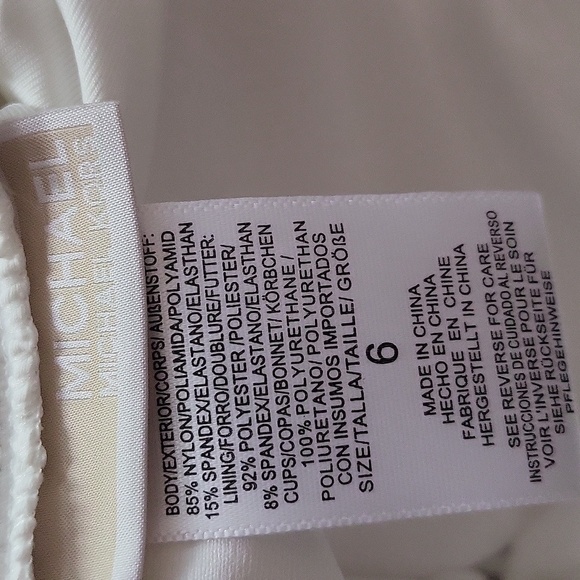 MICHAEL
MICHAEL KORS
BODY/EXTERIOR/CORPS/AUßENSTOFF:
85% NYLON/POLIAMIDA/POLYAMID
15% SPANDEX/ELASTANO/ELASTHAN
LINING/FORRO/DOUBLURE/FUTTER:
92% POLYESTER /POLIESTER/
8% SPANDEX/ELASTANO/ELASTHAN
CUPS/COPAS/BONNET/ KÖRBCHEN
100% POLYURETHANE /
POLIURETANO/ POLYURETHAN
CON INSUMOS IMPORTADOS
SIZE/TALLA/TAILLE/ GRÖßE
6
MADE IN CHINA
HECHO EN CHINA
FABRIQUE EN CHINE
HERGESTELLT IN CHINA
SEE REVERSE FOR CARE
INSTRUCCIONES DE CUIDADO AL REVERSO
VOIR L'INVERSE POUR LE SOIN
SIEHE RÜCKSEITE FÜR
PFLEGEHINWEISE